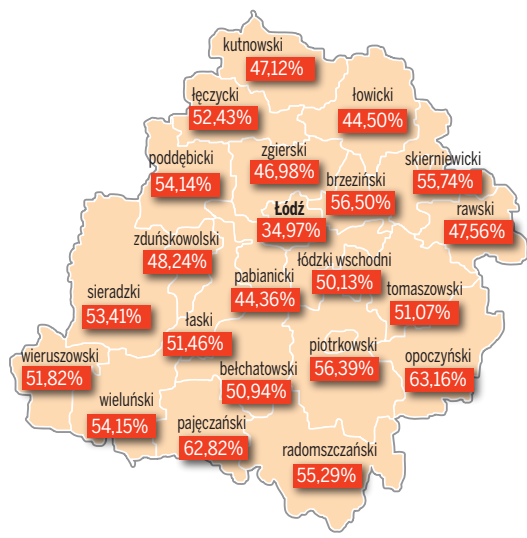 kutnowski
47,12%
łęczycki
52,43%
łowicki
44,50%
zgierski
46,98%
poddębicki
54,14%
brzeziński
56,50%
skierniewicki
55,74%
rawski
47,56%
Łódź
34,97%
zduńskowolski
48,24%
łódzki wschodni
50,13%
pabianicki
44,36%
tomaszowski
51,07%
sieradzki
53,41%
łaski
51,46%
piotrkowski
56,39%
opoczyński
63,16%
wieruszowski
51,82%
bełchatowski
50,94%
wieluński
54,15%
pajęczański
62,82%
radomszczański
55,29%